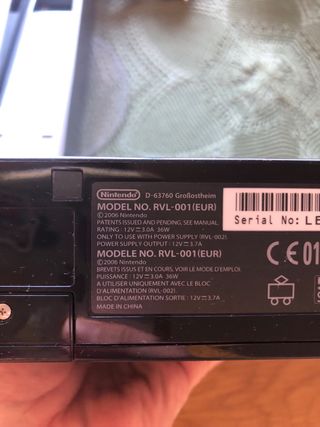 Nintendo D-63760 Großostheim
MODEL NO. RVL-001(EUR)
©2006 Nintendo
PATENTS ISSUED AND PENDING, SEE MANUAL
RATING : 12V⎓3.0A 36W
ONLY TO USE WITH POWER SUPPLY (RVL-002).
POWER SUPPLY OUTPUT : 12V⎓3.7A
MODELE NO. RVL-001(EUR)
©2006 Nintendo
BREVETS ISSUS ET EN COURS, VOIR LE MODE D'EMPLOI.
PUISSANCE : 12V⎓3.0A 36W
A UTILISER UNIQUEMENT AVEC LE BLOC
D'ALIMENTATION (RVL-002).
BLOC D'ALIMENTATION SORTIE : 12V⎓3.7A
MADE IN CHINA
Serial No: LE
CE 01